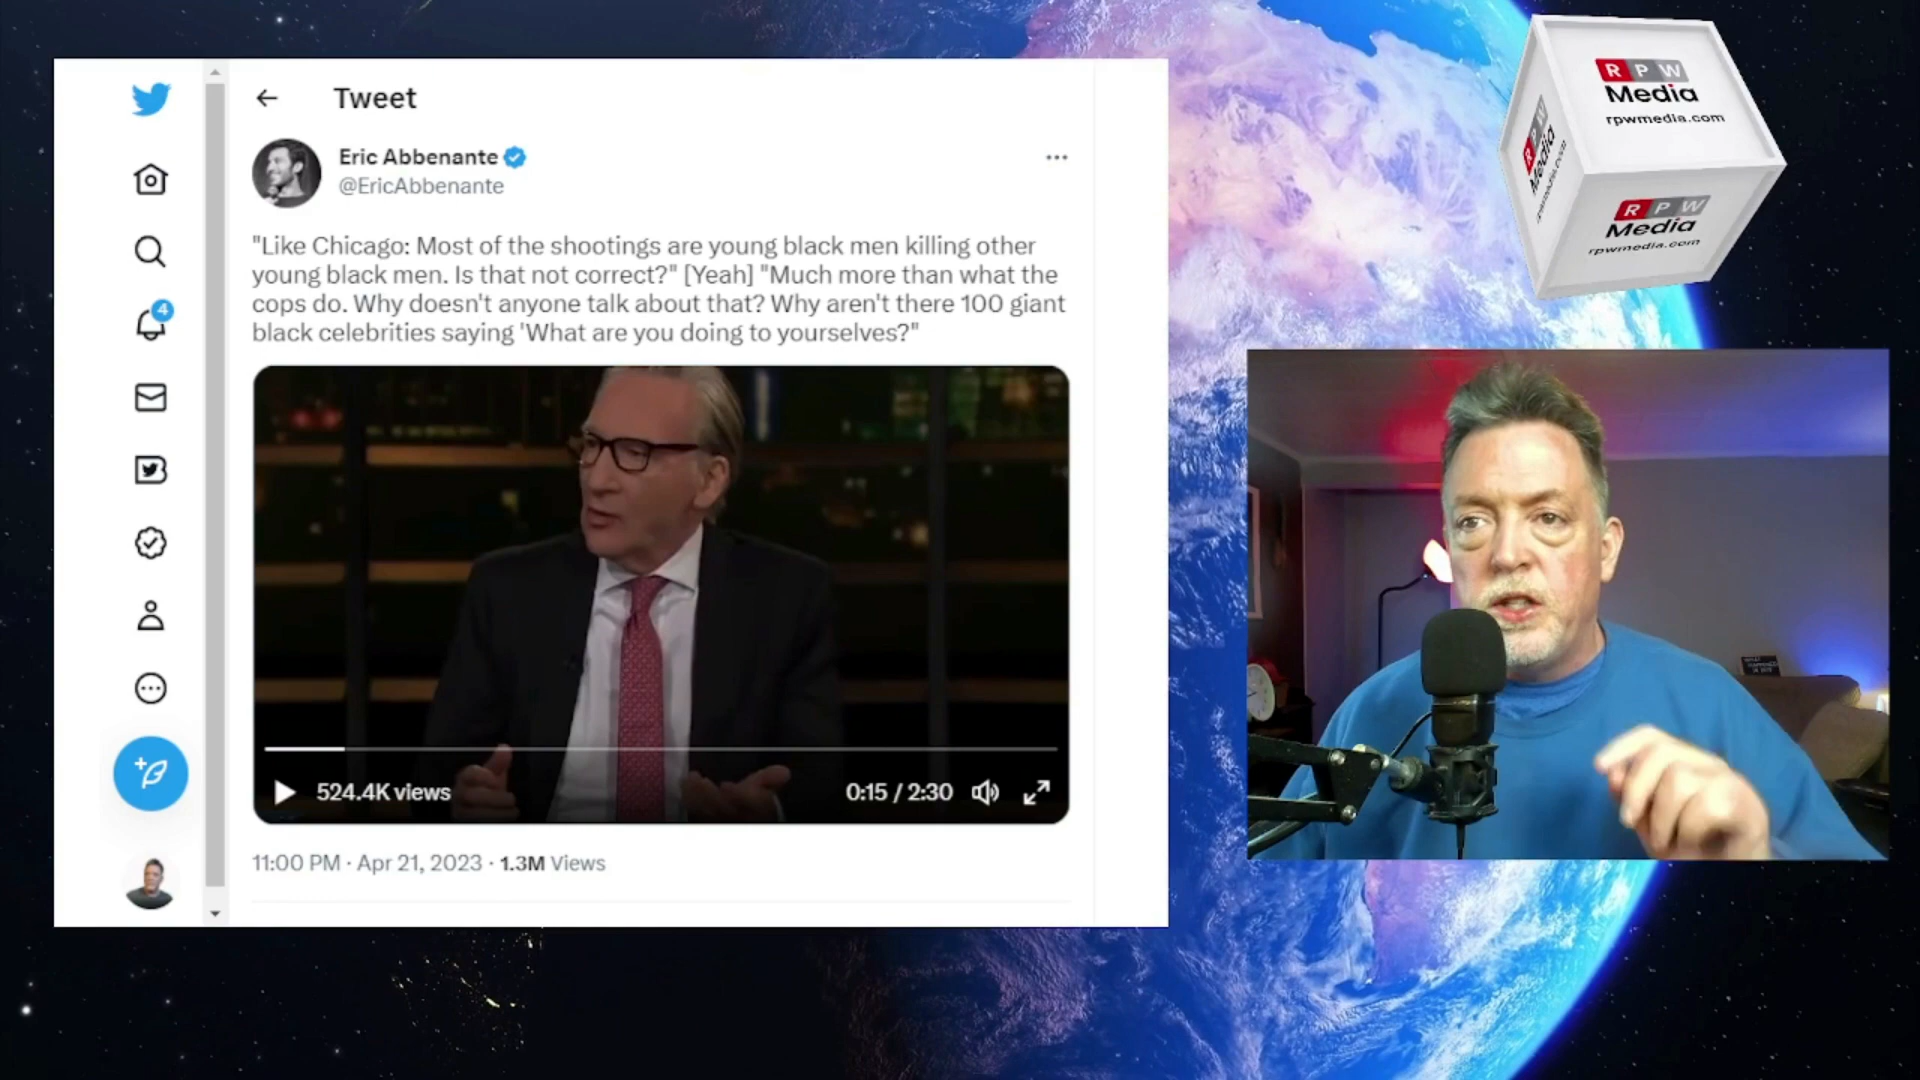 Tweet
Eric Abbenante
@EricAbbenante
"Like Chicago: Most of the shootings are young black men killing other
young black men. Is that not correct?" [Yeah] "Much more than what the
cops do. Why doesn't anyone talk about that? Why aren't there 100 giant
black celebrities saying 'What are you doing to yourselves?"
4
524.4K views
0:15 / 2:30
11:00 PM · Apr 21, 2023 · 1.3M Views
RPW
Media
rpwmedia.com
RPW
Media
rpwmedia.com
RPW
Media
rpwmedia.com